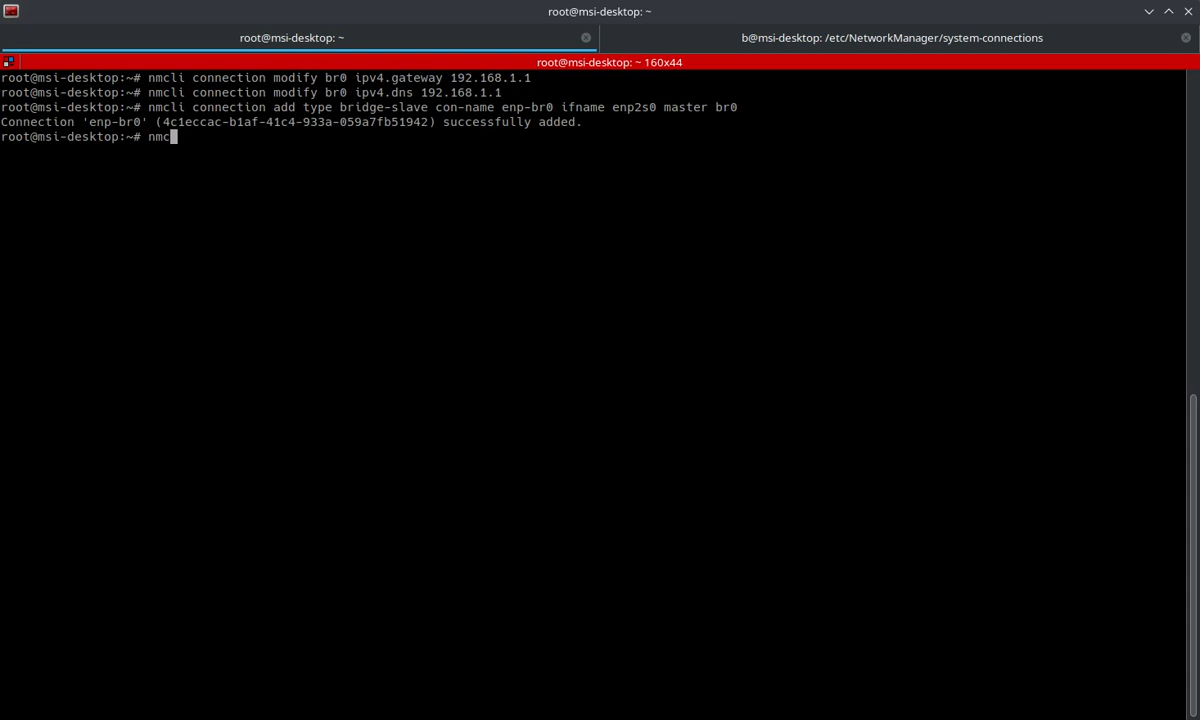 root@msi-desktop: ~
root@msi-desktop: ~
b@msi-desktop: /etc/NetworkManager/system-connections
root@msi-desktop: ~ 160x44
root@msi-desktop:~# nmcli connection modify br0 ipv4.gateway 192.168.1.1
root@msi-desktop:~# nmcli connection modify br0 ipv4.dns 192.168.1.1
root@msi-desktop:~# nmcli connection add type bridge-slave con-name enp-br0 ifname enp2s0 master br0
Connection 'enp-br0' (4c1eccac-b1af-41c4-933a-059a7fb51942) successfully added.
root@msi-desktop:~# nmc